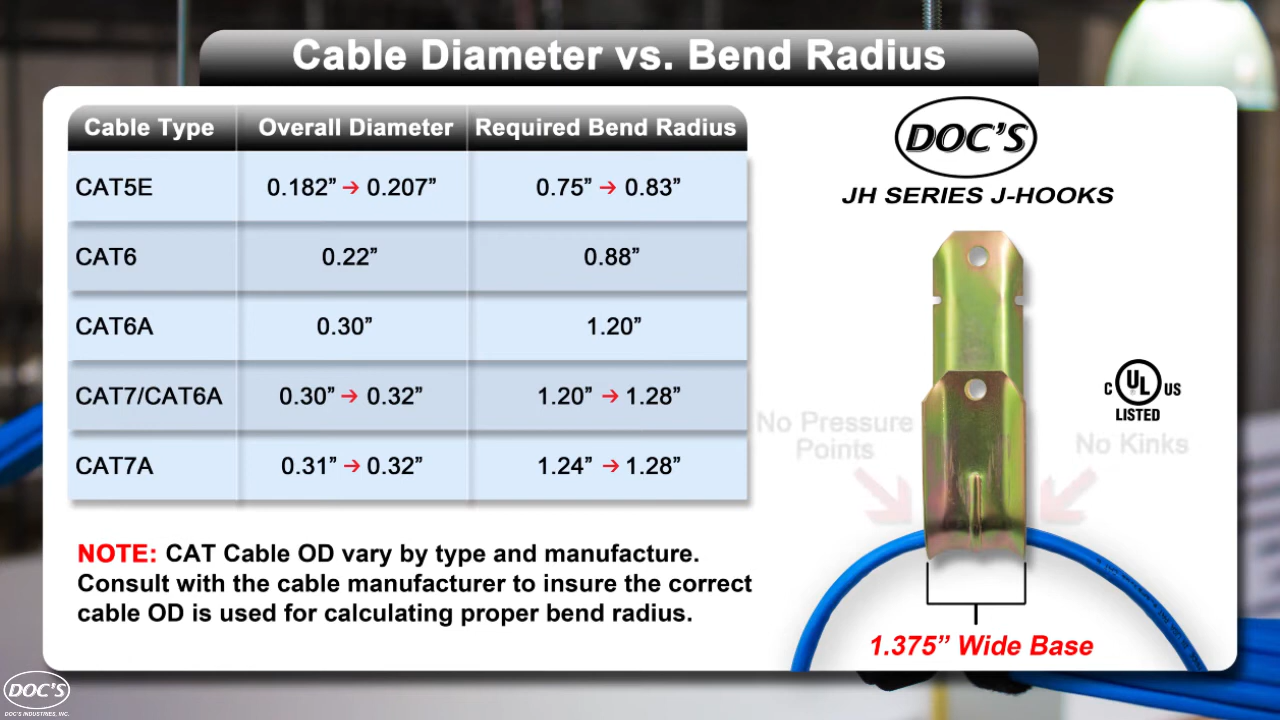 Cable Diameter vs. Bend Radius
Cable Type Overall Diameter Required Bend Radius
CAT5E 0.182” → 0.207” 0.75” → 0.83”
CAT6 0.22” 0.88”
CAT6A 0.30” 1.20”
CAT7/CAT6A 0.30” → 0.32” 1.20” → 1.28”
CAT7A 0.31” → 0.32” 1.24” → 1.28”
NOTE: CAT Cable OD vary by type and manufacture.
Consult with the cable manufacturer to insure the correct
cable OD is used for calculating proper bend radius.
DOC'S
JH SERIES J-HOOKS
C UL US
LISTED
No Pressure
Points
No Kinks
1.375” Wide Base
DOC'S
DOC'S INDUSTRIES, INC.